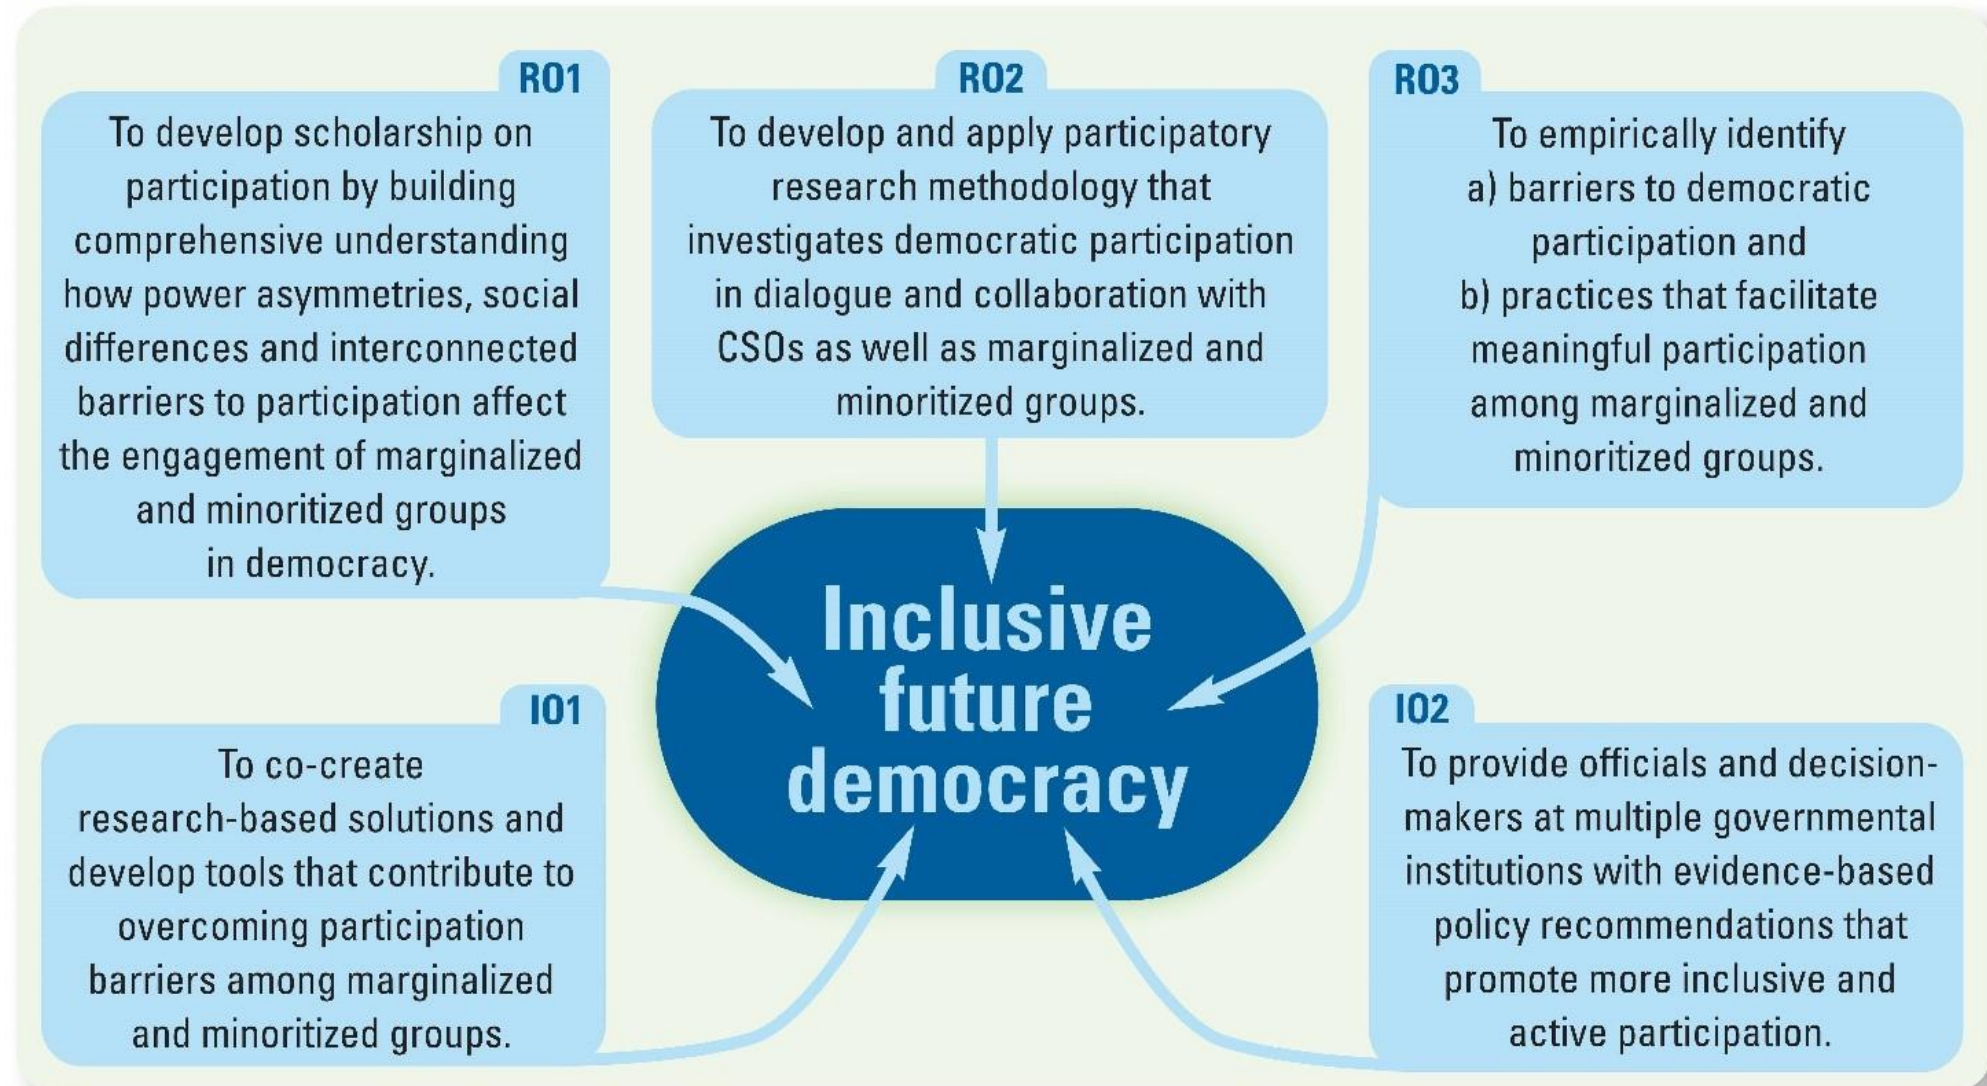 RO1
To develop scholarship on
participation by building
comprehensive understanding
how power asymmetries, social
differences and interconnected
barriers to participation affect
the engagement of marginalized
and minoritized groups
in democracy.
RO2
To develop and apply participatory
research methodology that
investigates democratic participation
in dialogue and collaboration with
CSOs as well as marginalized and
minoritized groups.
RO3
To empirically identify
a) barriers to democratic
participation and
b) practices that facilitate
meaningful participation
among marginalized and
minoritized groups.
Inclusive
future
democracy
IO1
To co-create
research-based solutions and
develop tools that contribute to
overcoming participation
barriers among marginalized
and minoritized groups.
IO2
To provide officials and decision-
makers at multiple governmental
institutions with evidence-based
policy recommendations that
promote more inclusive and
active participation.